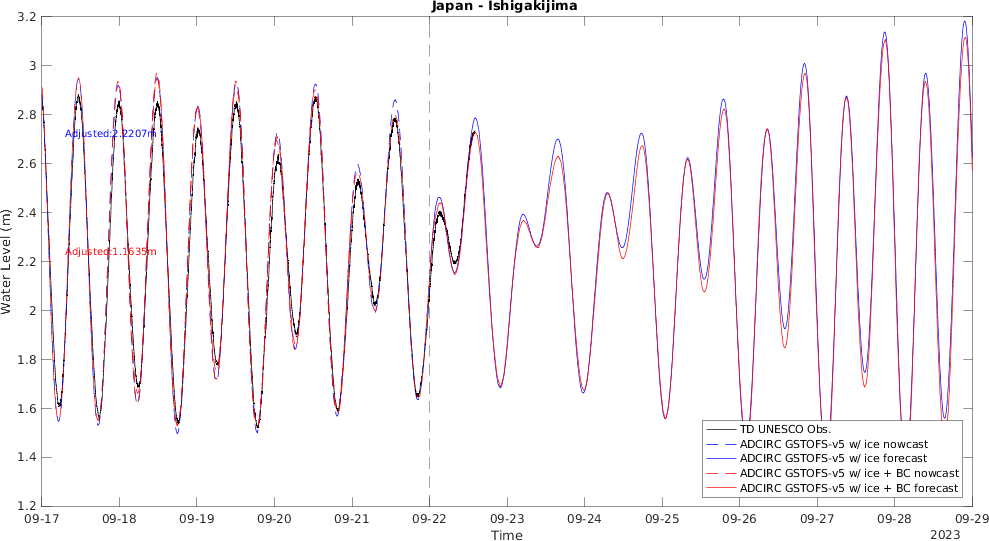 Japan - Ishigakijima
3.2
3
2.8
2.6
2.4
2.2
2
1.8
1.6
1.4
1.2
Water Level (m)
Adjusted:2.2207m
Adjusted:1.1635m
TD UNESCO Obs.
ADCIRC GSTOFS-v5 w/ ice nowcast
ADCIRC GSTOFS-v5 w/ ice forecast
ADCIRC GSTOFS-v5 w/ ice + BC nowcast
ADCIRC GSTOFS-v5 w/ ice + BC forecast
09-17 09-18 09-19 09-20 09-21 09-22 09-23 09-24 09-25 09-26 09-27 09-28 09-29
Time
2023